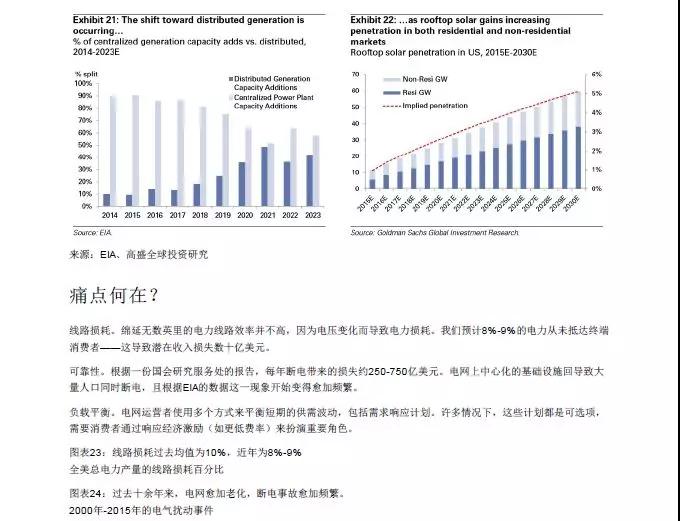 Exhibit 21: The shift toward distributed generation is
occurring…
% of centralized generation capacity adds vs. distributed,
2014-2023E
% split
100%
90%
80%
70%
60%
50%
40%
30%
20%
10%
0%
Distributed Generation
Capacity Additions
Centralized Power Plant
Capacity Additions
2014 2015 2016 2017 2018 2019 2020 2021 2022 2023
Source: EIA.
Exhibit 22: …as rooftop solar gains increasing
penetration in both residential and non-residential
markets
Rooftop solar penetration in US, 2015E-2030E
70
60
50
40
30
20
10
0
Non-Resi GW
Resi GW
Implied penetration
6%
5%
4%
3%
2%
1%
0%
2015E 2016E 2017E 2018E 2019E 2020E 2021E 2022E 2023E 2024E 2025E 2026E 2027E 2028E 2029E 2030E
Source: Goldman Sachs Global Investment Research.
来源：EIA、高盛全球投资研究
痛点何在？
线路损耗。绵延无数英里的电力线路效率并不高，因为电压变化而导致电力损耗。我们预计8%-9%的电力从未抵达终端
消费者——这导致潜在收入损失数十亿美元。
可靠性。根据一份国会研究服务处的报告，每年断电带来的损失约250-750亿美元。电网上中心化的基础设施回导致大
量人口同时断电，且根据EIA的数据这一现象开始变得愈加频繁。
负载平衡。电网运营者使用多个方式来平衡短期的供需波动，包括需求响应计划。许多情况下，这些计划都是可选项，
需要消费者通过响应经济激励（如更低费率）来扮演重要角色。
图表23：线路损耗过去均值为10%，近年为8%-9%
全美总电力产量的线路损耗百分比
图表24：过去十余年来，电网愈加老化，断电事故愈加频繁。
2000年-2015年的电气扰动事件